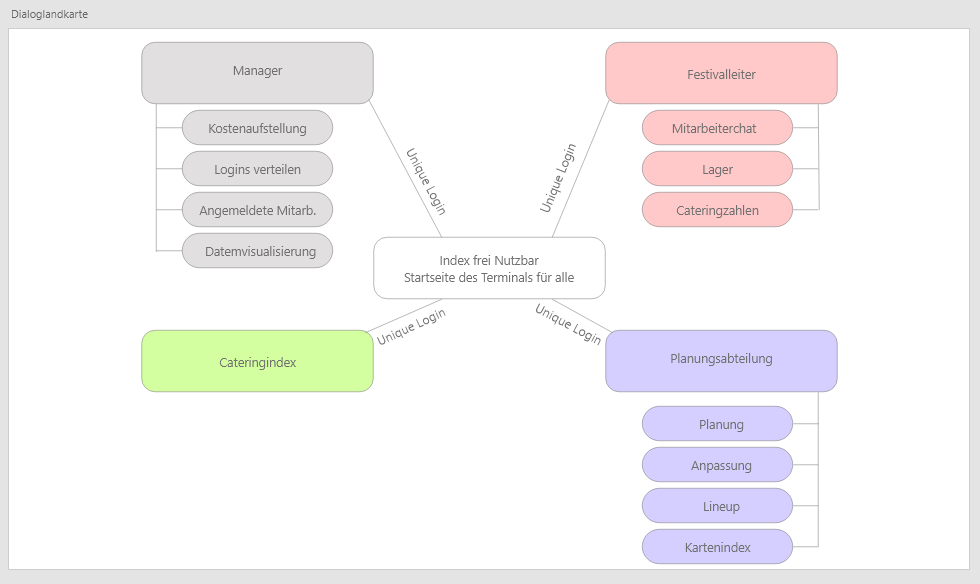 Dialoglandkarte
Manager
Kostenaufstellung
Logins verteilen
Angemeldete Mitarb.
Datemvisualisierung
Unique Login
Festivalleiter
Mitarbeiterchat
Lager
Cateringzahlen
Unique Login
Index frei Nutzbar
Startseite des Terminals für alle
Unique Login
Cateringindex
Unique Login
Planungsabteilung
Planung
Anpassung
Lineup
Kartenindex